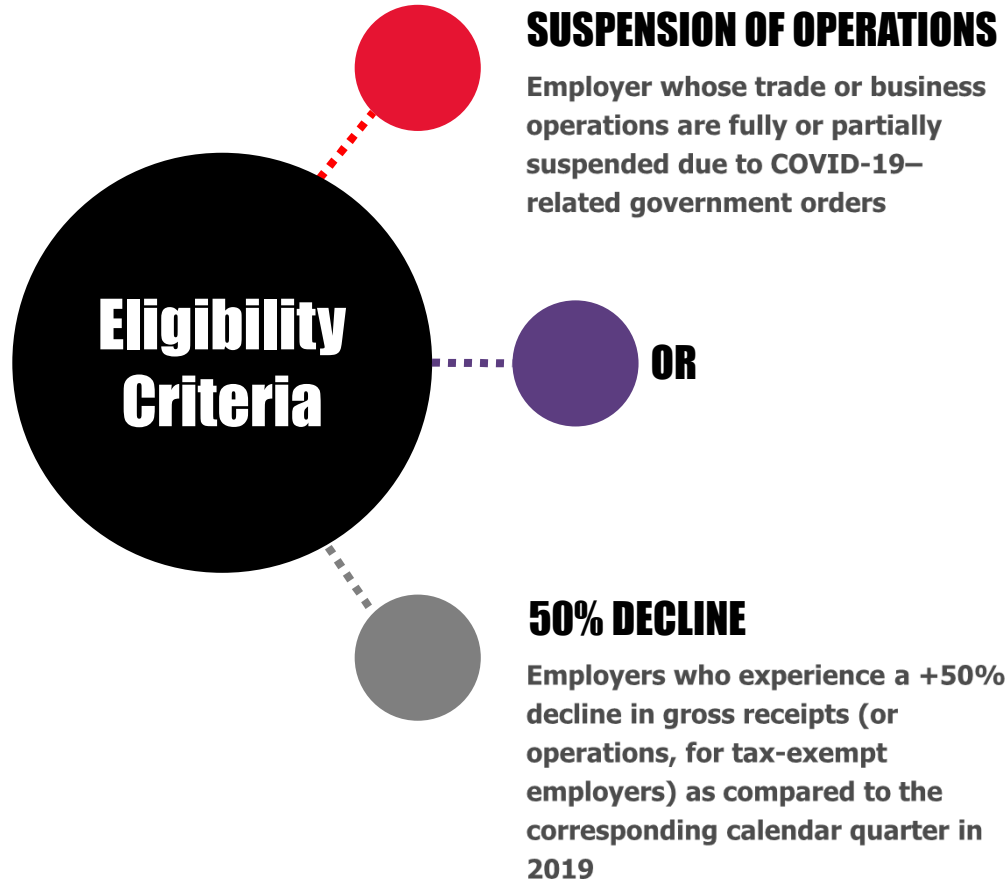 SUSPENSION OF OPERATIONS
Employer whose trade or business
operations are fully or partially
suspended due to COVID-19–
related government orders
Eligibility
Criteria
OR
50% DECLINE
Employers who experience a +50%
decline in gross receipts (or
operations, for tax-exempt
employers) as compared to the
corresponding calendar quarter in
2019